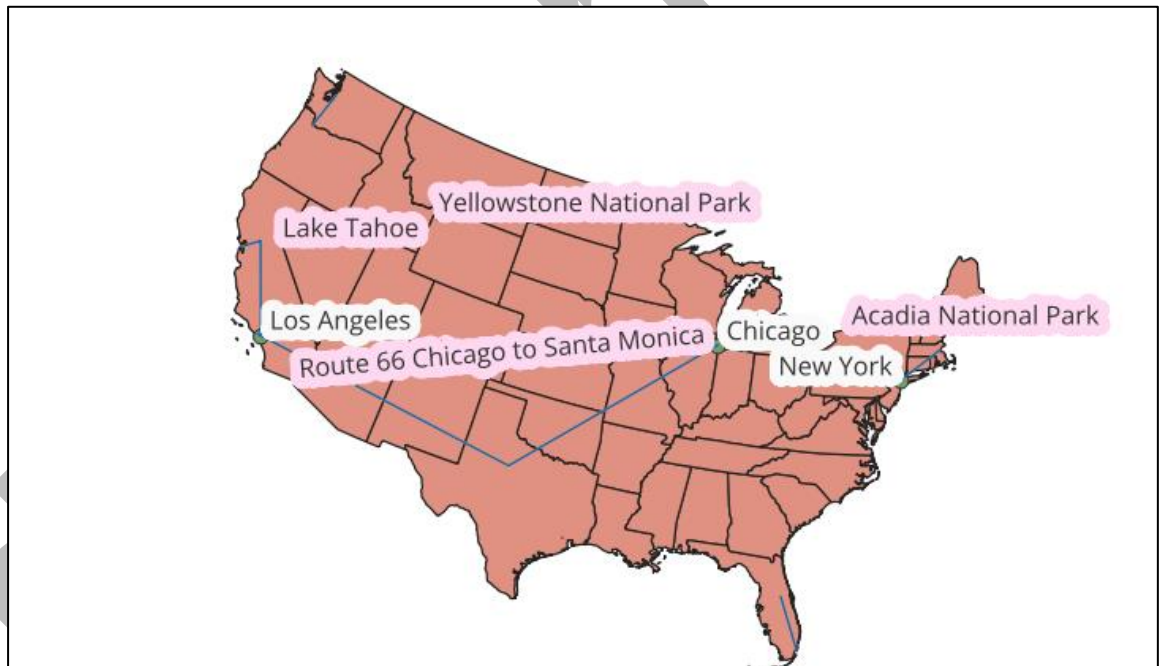 Yellowstone National Park
Lake Tahoe
Los Angeles
Route 66 Chicago to Santa Monica
Chicago
Acadia National Park
New York